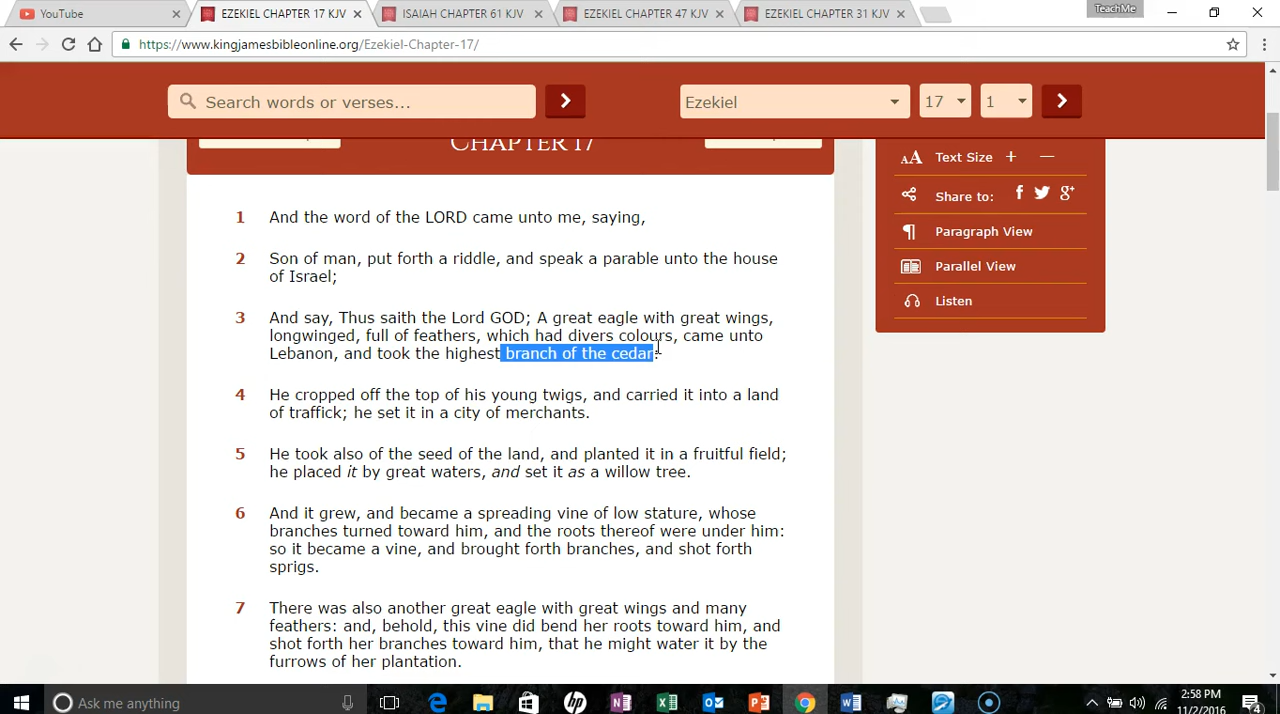 YouTube
EZEKIEL CHAPTER 17 KJV
ISAIAH CHAPTER 61 KJV
EZEKIEL CHAPTER 47 KJV
EZEKIEL CHAPTER 31 KJV
TeachMe
https://www.kingjamesbibleonline.org/Ezekiel-Chapter-17/
Search words or verses...
Ezekiel
17
1
CHAPTER 17
AA Text Size + —
Share to: f g+
Paragraph View
Parallel View
Listen
1 And the word of the LORD came unto me, saying,
2 Son of man, put forth a riddle, and speak a parable unto the house
of Israel;
3 And say, Thus saith the Lord GOD; A great eagle with great wings,
longwinged, full of feathers, which had divers colours, came unto
Lebanon, and took the highest branch of the cedar:
4 He cropped off the top of his young twigs, and carried it into a land
of traffick; he set it in a city of merchants.
5 He took also of the seed of the land, and planted it in a fruitful field;
he placed it by great waters, and set it as a willow tree.
6 And it grew, and became a spreading vine of low stature, whose
branches turned toward him, and the roots thereof were under him:
so it became a vine, and brought forth branches, and shot forth
sprigs.
7 There was also another great eagle with great wings and many
feathers: and, behold, this vine did bend her roots toward him, and
shot forth her branches toward him, that he might water it by the
furrows of her plantation.
Ask me anything
2:58 PM
11/2/2016
4